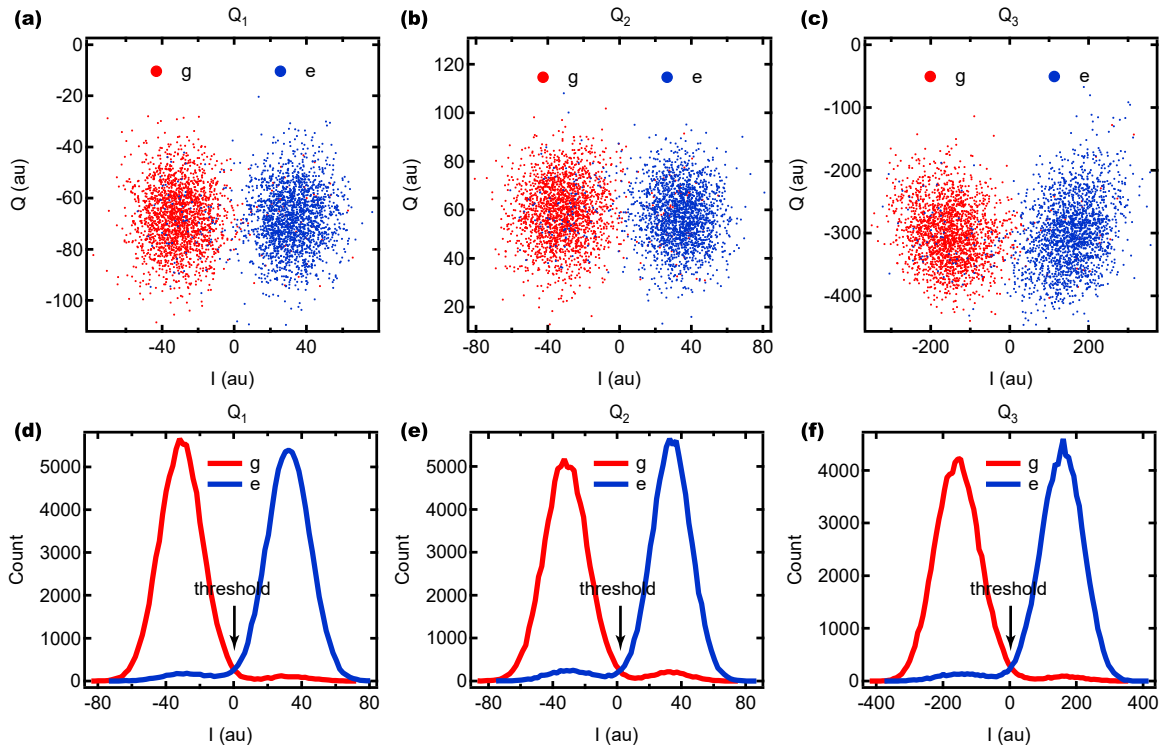 (a) Q1
g e
0
-20
-40
-60
-80
-100
Q (au)
-40 0 40
I (au)
(b) Q2
g e
120
100
80
60
40
20
Q (au)
-80 -40 0 40 80
I (au)
(c) Q3
g e
0
-100
-200
-300
-400
Q (au)
-200 0 200
I (au)
(d) Q1
g
e
threshold
5000
4000
3000
2000
1000
0
Count
-80 -40 0 40 80
I (au)
(e) Q2
g
e
threshold
5000
4000
3000
2000
1000
0
Count
-80 -40 0 40 80
I (au)
(f) Q3
g
e
threshold
4000
3000
2000
1000
0
Count
-400 -200 0 200 400
I (au)